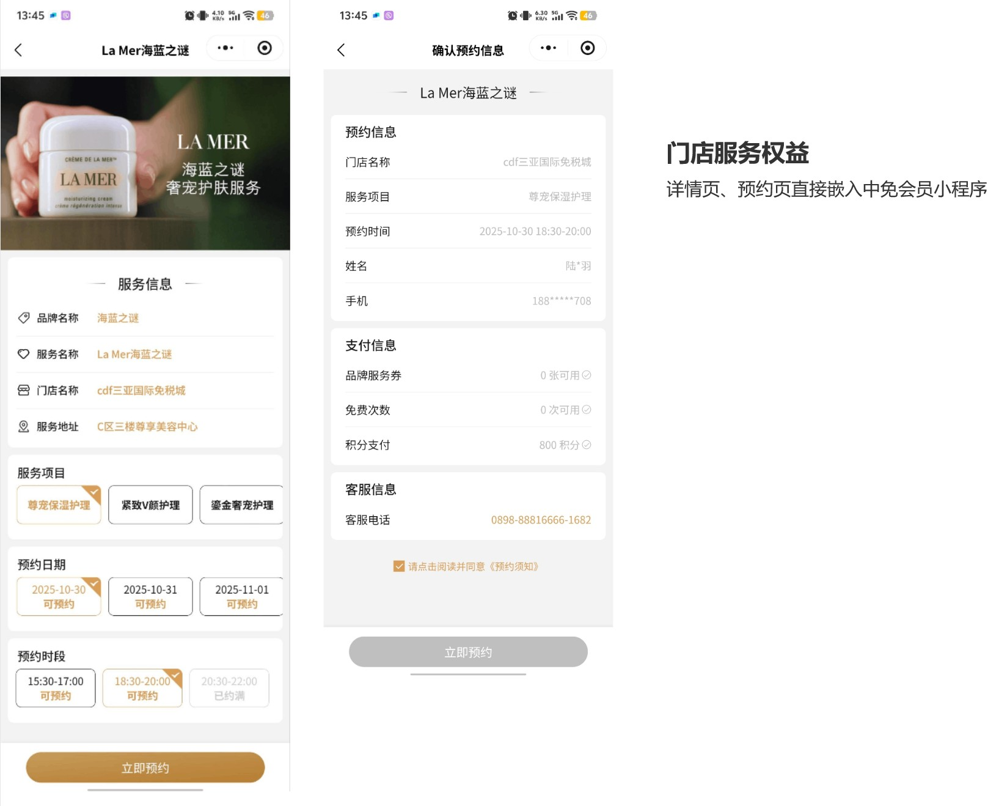 13:45
4.10 KB/s 5G 46
La Mer海蓝之谜
CRÈME DE LA MER™
LA MER
moisturizing cream
crème régénération intense
LA MER
海蓝之谜
奢宠护肤服务
服务信息
品牌名称 海蓝之谜
服务名称 La Mer海蓝之谜
门店名称 cdf三亚国际免税城
服务地址 C区三楼尊享美容中心
服务项目
尊宠保湿护理 紧致V颜护理 鎏金奢宠护理
预约日期
2025-10-30 2025-10-31 2025-11-01
可预约 可预约 可预约
预约时段
15:30-17:00 18:30-20:00 20:30-22:00
可预约 可预约 已约满
立即预约
13:45
6.30 KB/s 5G 46
确认预约信息
La Mer海蓝之谜
预约信息
门店名称 cdf三亚国际免税城
服务项目 尊宠保湿护理
预约时间 2025-10-30 18:30-20:00
姓名 陆*羽
手机 188*****708
支付信息
品牌服务券 0 张可用
免费次数 0 次可用
积分支付 800 积分
客服信息
客服电话 0898-88816666-1682
请点击阅读并同意《预约须知》
立即预约
门店服务权益
详情页、预约页直接嵌入中免会员小程序